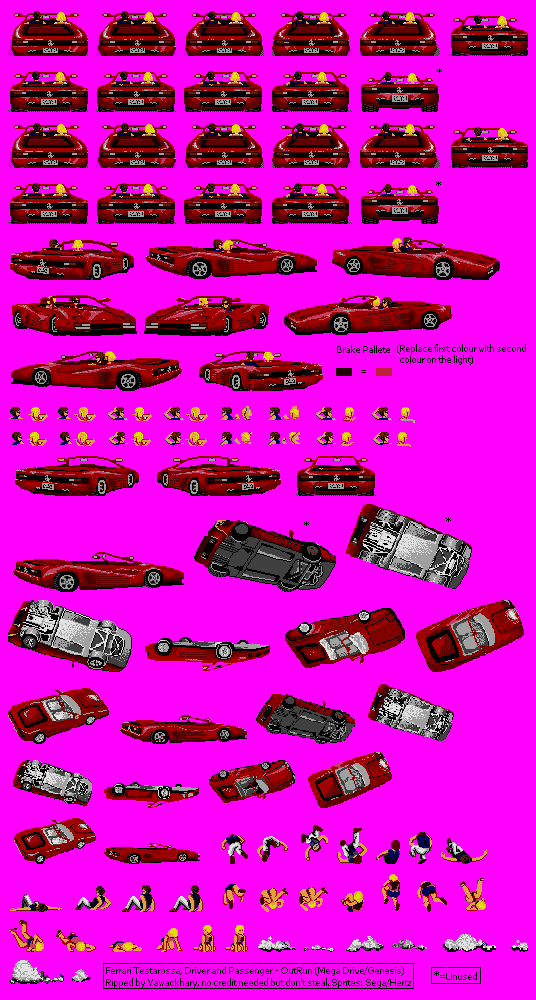 *
*
Brake Pallete (Replace first colour with second
colour on the light)
=
*
*
Ferrari Testarossa, Driver and Passenger - OutRun (Mega Drive/Genesis)
Ripped by Yawackhary, no credit needed but don't steal. Sprites: Sega/Hertz
*=Unused